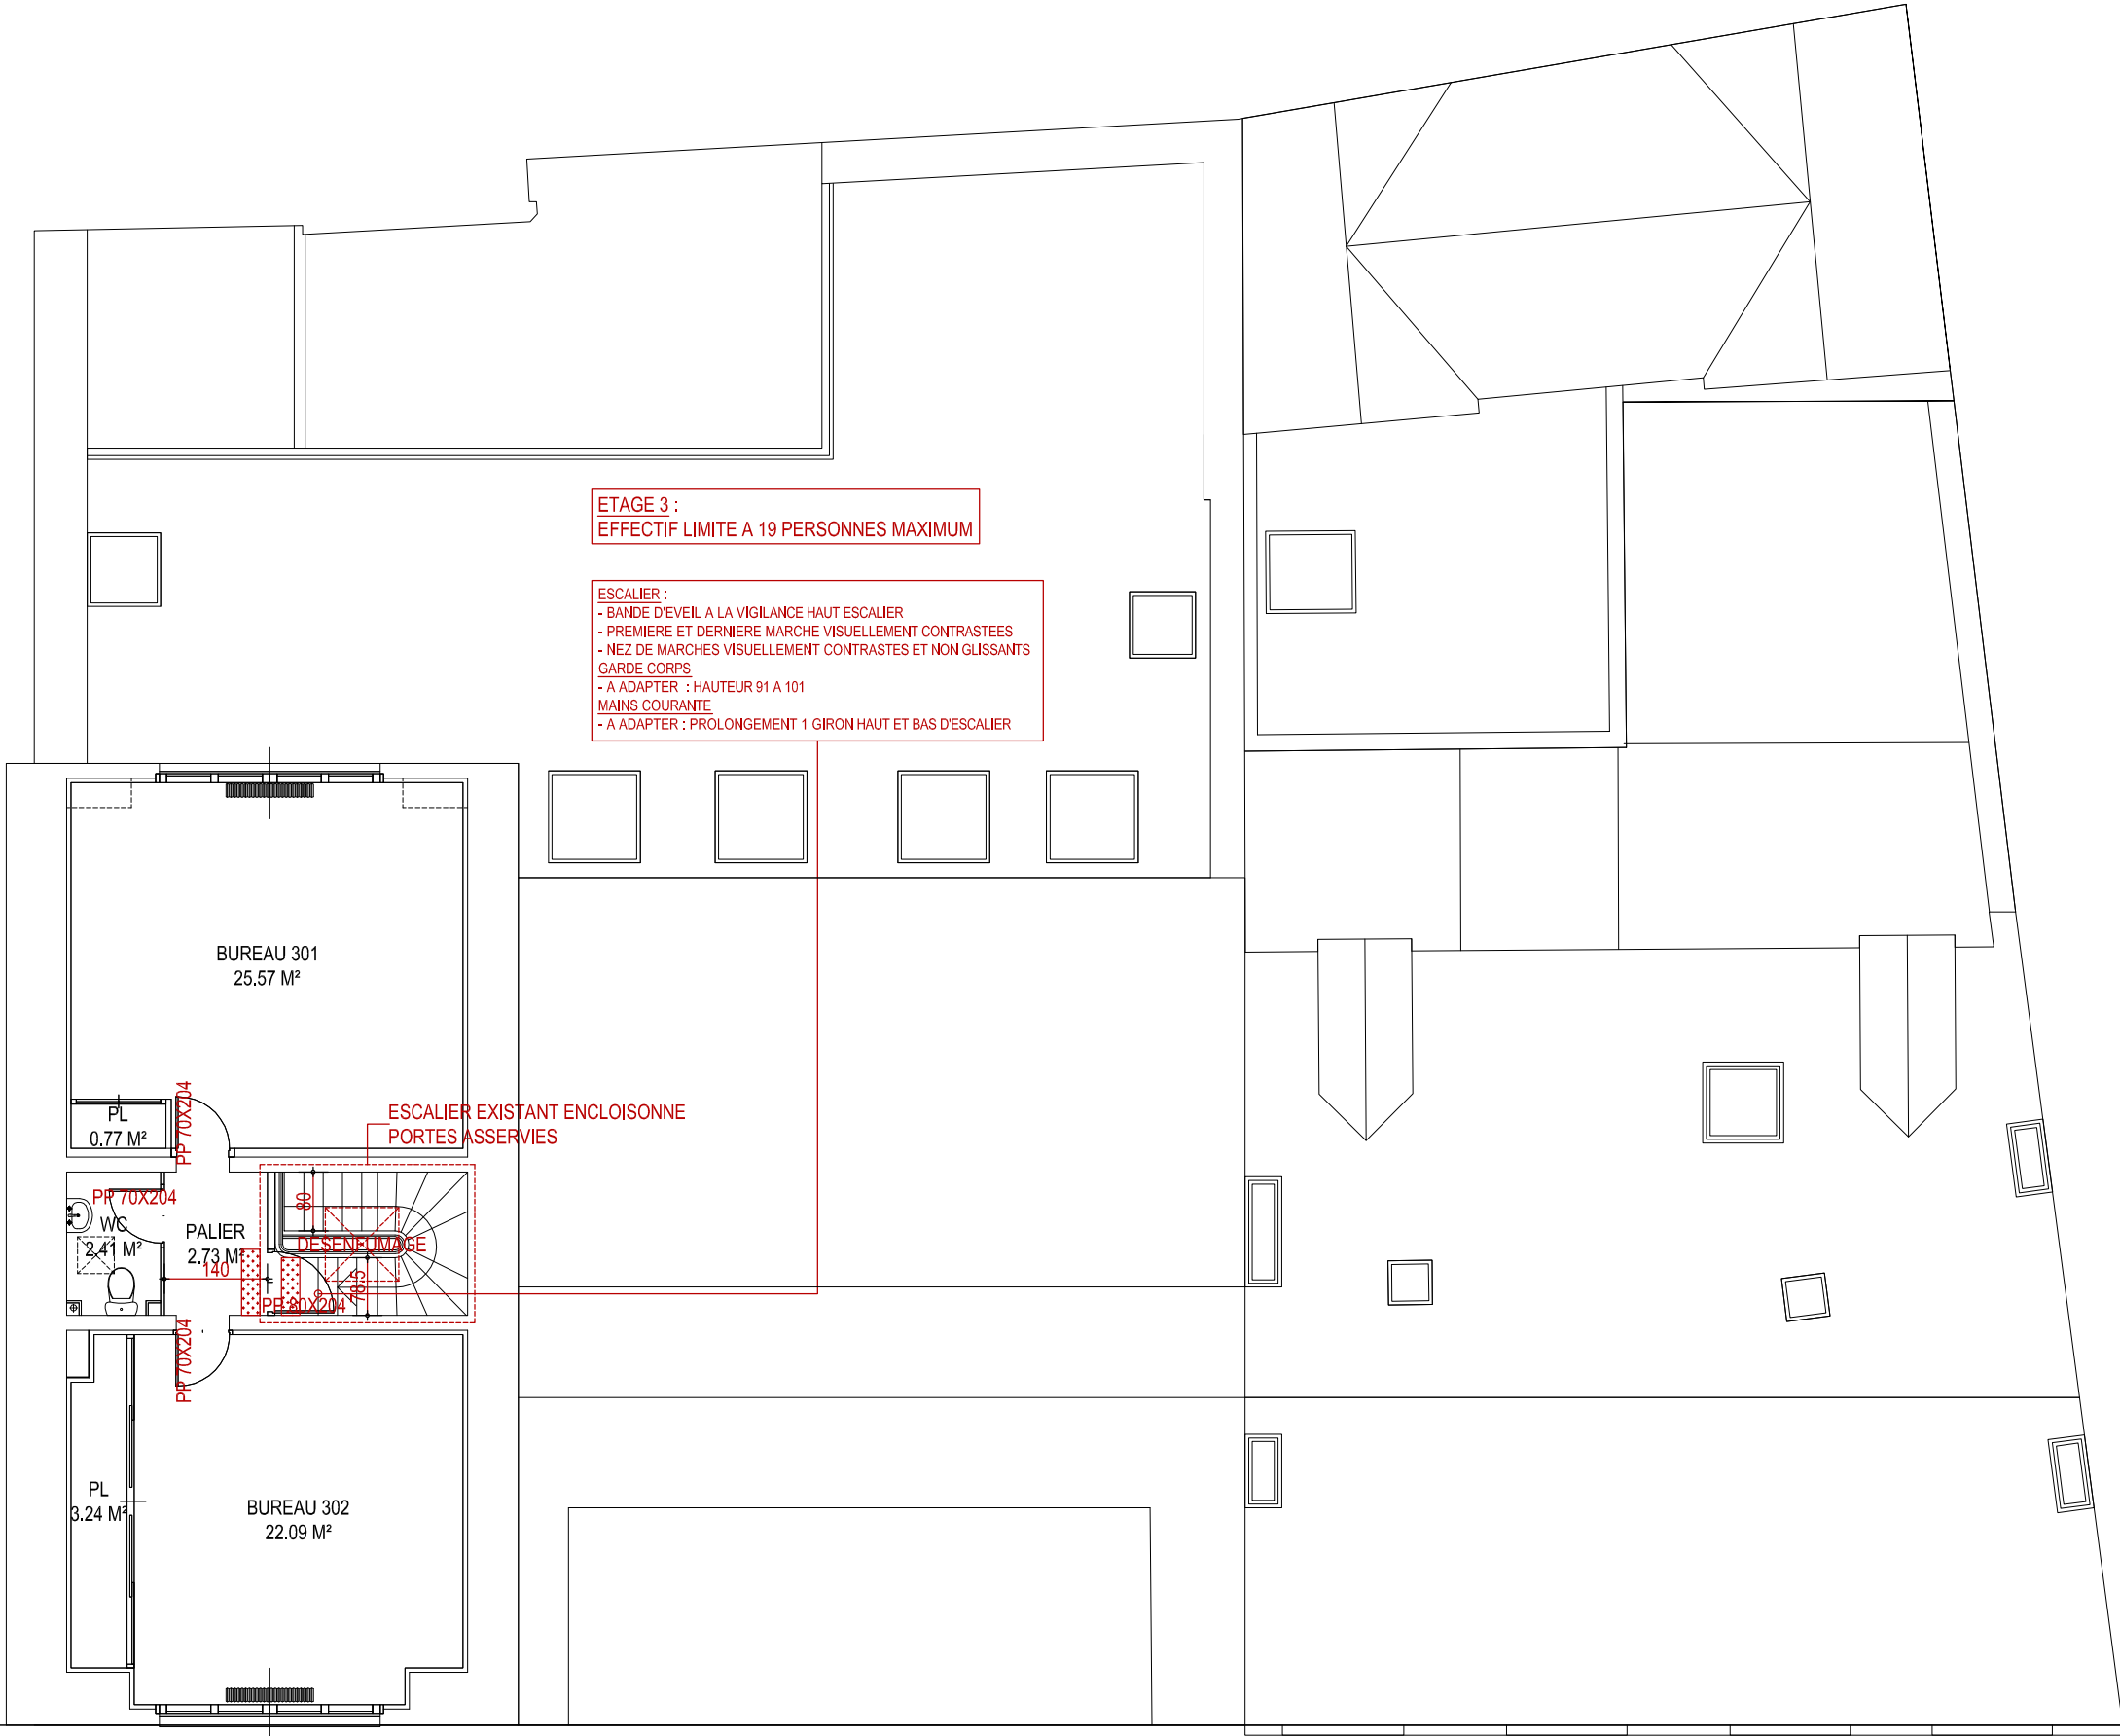 ETAGE 3 :
EFFECTIF LIMITE A 19 PERSONNES MAXIMUM
ESCALIER :
- BANDE D'EVEIL A LA VIGILANCE HAUT ESCALIER
- PREMIERE ET DERNIERE MARCHE VISUELLEMENT CONTRASTEES
- NEZ DE MARCHES VISUELLEMENT CONTRASTES ET NON GLISSANTS
GARDE CORPS
- A ADAPTER : HAUTEUR 91 A 101
MAINS COURANTE
- A ADAPTER : PROLONGEMENT 1 GIRON HAUT ET BAS D'ESCALIER
BUREAU 301
25.57 M²
PL
0.77 M²
PP 70X204
ESCALIER EXISTANT ENCLOISONNE
PORTES ASSERVIES
PP 70X204
WC
2.41 M²
PALIER
2.73 M²
140
80
DESENFUMAGE
78.5
PP 80X204
PP 70X204
PL
3.24 M²
BUREAU 302
22.09 M²